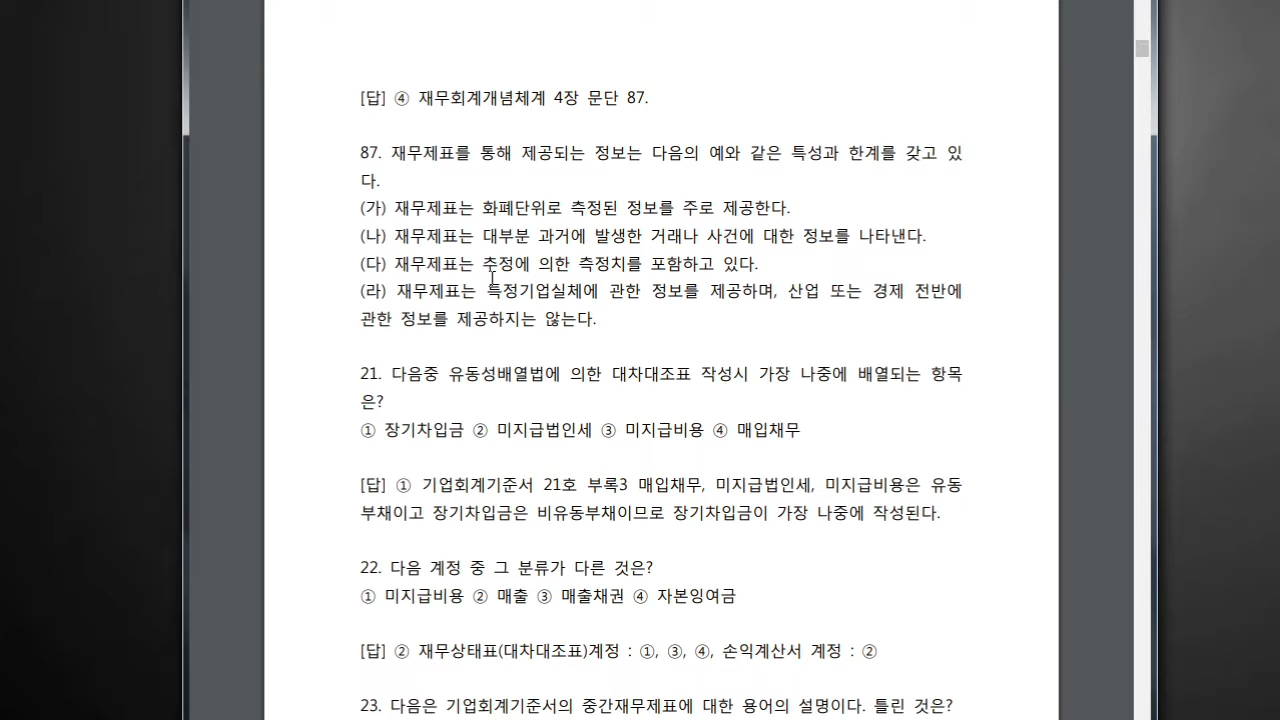 [답] ④ 재무회계개념체계 4장 문단 87.
87. 재무제표를 통해 제공되는 정보는 다음의 예와 같은 특성과 한계를 갖고 있
다.
(가) 재무제표는 화폐단위로 측정된 정보를 주로 제공한다.
(나) 재무제표는 대부분 과거에 발생한 거래나 사건에 대한 정보를 나타낸다.
(다) 재무제표는 추정에 의한 측정치를 포함하고 있다.
(라) 재무제표는 특정기업실체에 관한 정보를 제공하며, 산업 또는 경제 전반에
관한 정보를 제공하지는 않는다.
21. 다음중 유동성배열법에 의한 대차대조표 작성시 가장 나중에 배열되는 항목
은?
① 장기차입금 ② 미지급법인세 ③ 미지급비용 ④ 매입채무
[답] ① 기업회계기준서 21호 부록3 매입채무, 미지급법인세, 미지급비용은 유동
부채이고 장기차입금은 비유동부채이므로 장기차입금이 가장 나중에 작성된다.
22. 다음 계정 중 그 분류가 다른 것은?
① 미지급비용 ② 매출 ③ 매출채권 ④ 자본잉여금
[답] ② 재무상태표(대차대조표)계정 : ①, ③, ④, 손익계산서 계정 : ②
23. 다음은 기업회계기준서의 중간재무제표에 대한 용어의 설명이다. 틀린 것은?